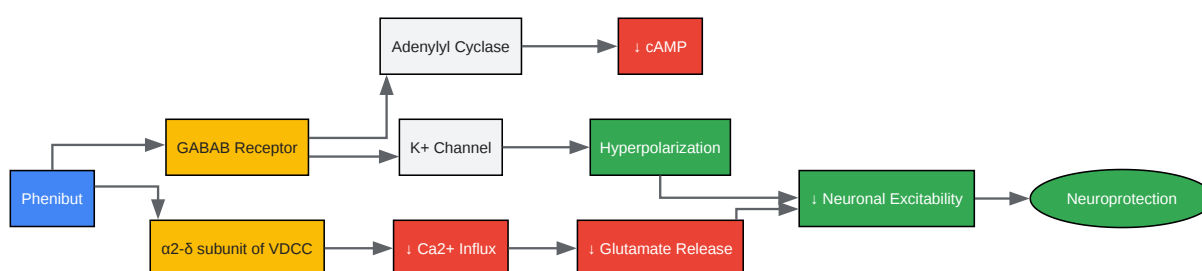 Adenylyl Cyclase
↓ cAMP
GABAB Receptor
K+ Channel
Hyperpolarization
Phenibut
↓ Neuronal Excitability
Neuroprotection
α2-δ subunit of VDCC
↓ Ca2+ Influx
↓ Glutamate Release